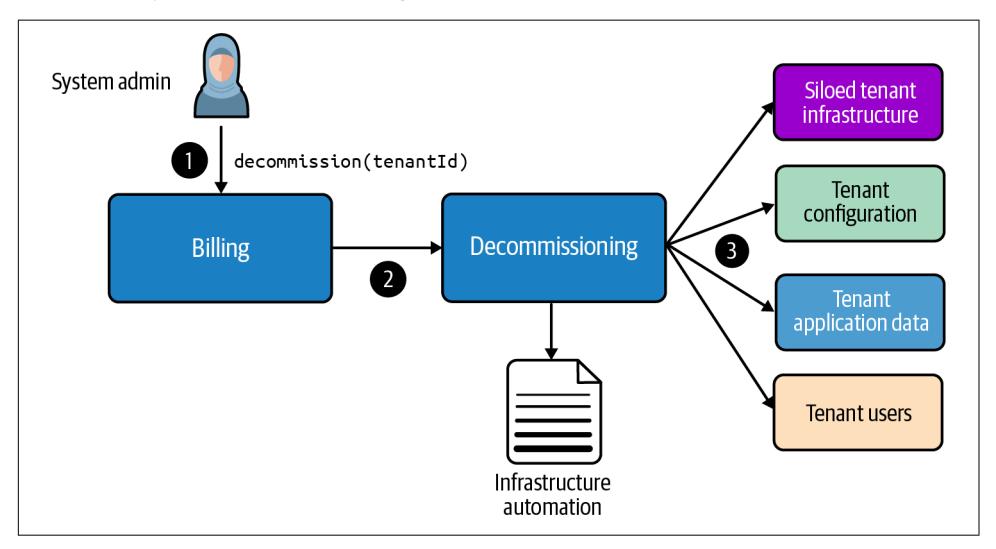 System admin
1
decommission(tenantId)
Billing
2
Decommissioning
3
Siloed tenant
infrastructure
Tenant
configuration
Tenant
application data
Tenant users
Infrastructure
automation